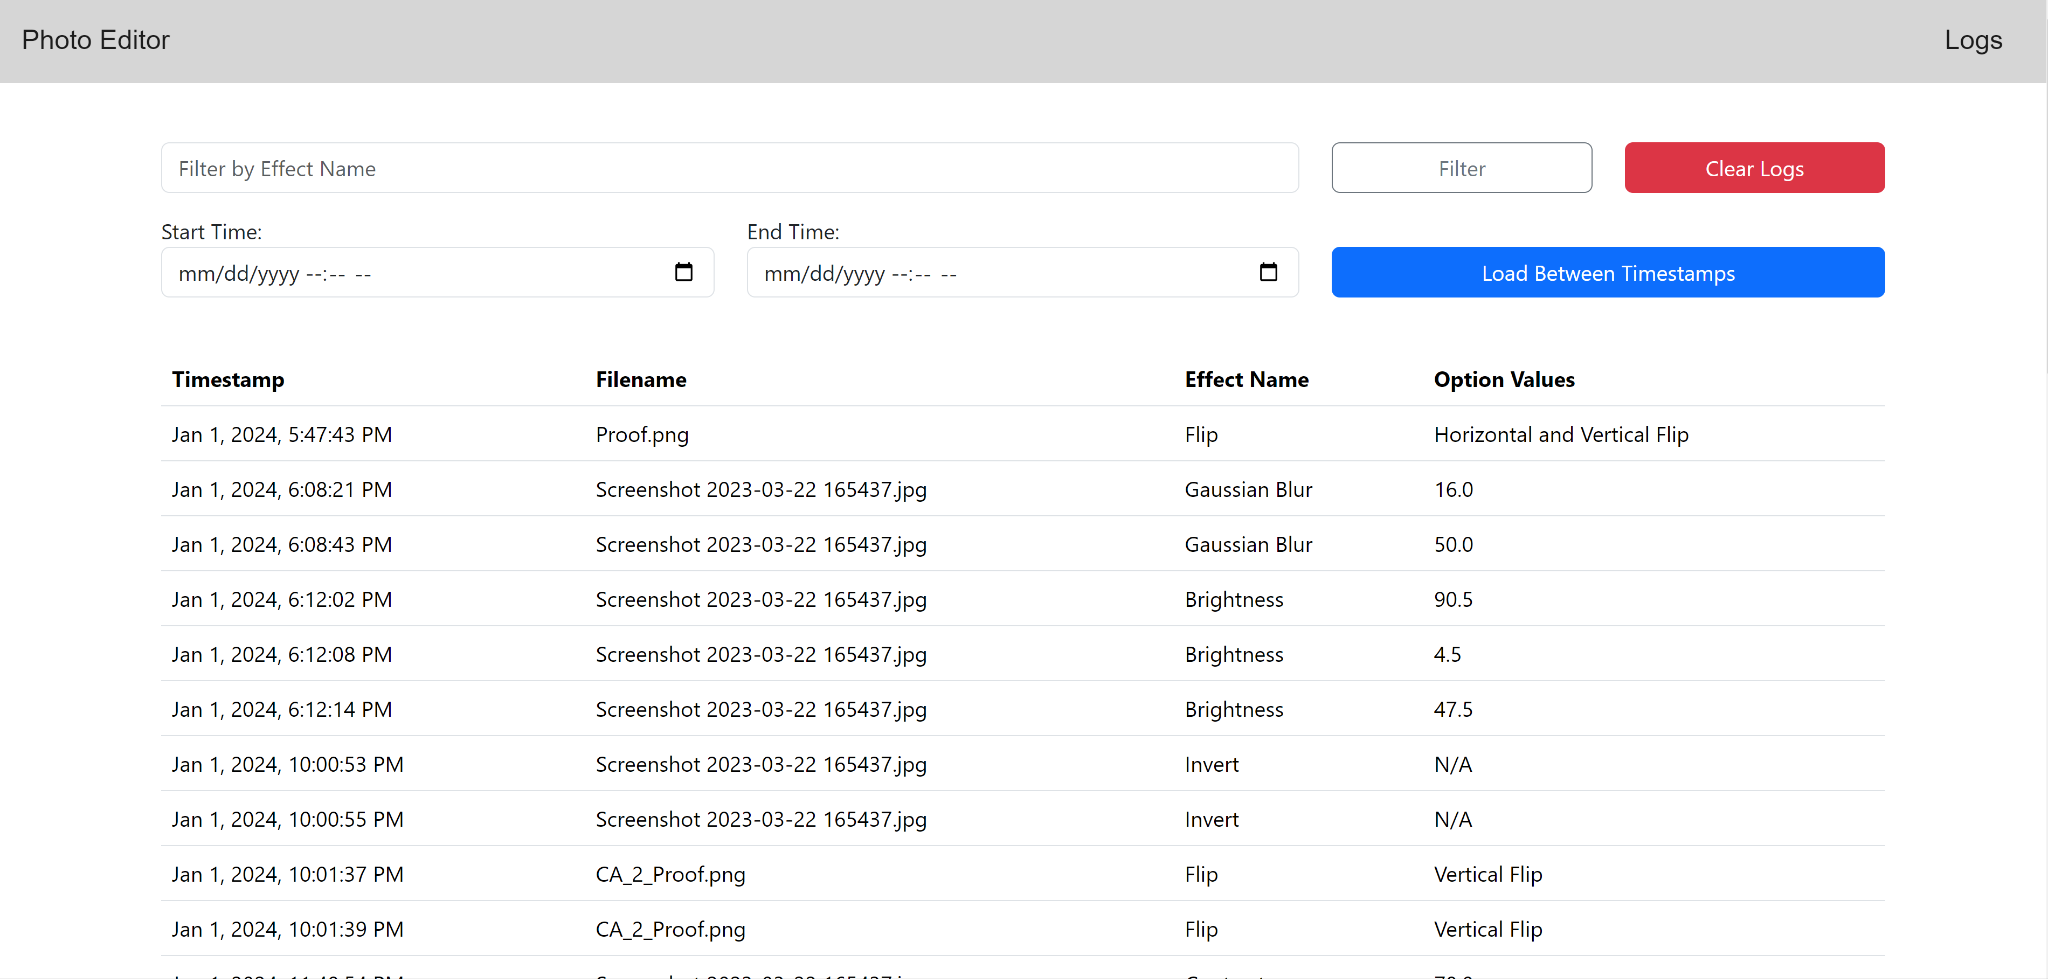 Photo Editor Logs
Filter by Effect Name Filter Clear Logs
Start Time: End Time:
mm/dd/yyyy --:-- -- mm/dd/yyyy --:-- -- Load Between Timestamps
Timestamp Filename Effect Name Option Values
Jan 1, 2024, 5:47:43 PM Proof.png Flip Horizontal and Vertical Flip
Jan 1, 2024, 6:08:21 PM Screenshot 2023-03-22 165437.jpg Gaussian Blur 16.0
Jan 1, 2024, 6:08:43 PM Screenshot 2023-03-22 165437.jpg Gaussian Blur 50.0
Jan 1, 2024, 6:12:02 PM Screenshot 2023-03-22 165437.jpg Brightness 90.5
Jan 1, 2024, 6:12:08 PM Screenshot 2023-03-22 165437.jpg Brightness 4.5
Jan 1, 2024, 6:12:14 PM Screenshot 2023-03-22 165437.jpg Brightness 47.5
Jan 1, 2024, 10:00:53 PM Screenshot 2023-03-22 165437.jpg Invert N/A
Jan 1, 2024, 10:00:55 PM Screenshot 2023-03-22 165437.jpg Invert N/A
Jan 1, 2024, 10:01:37 PM CA_2_Proof.png Flip Vertical Flip
Jan 1, 2024, 10:01:39 PM CA_2_Proof.png Flip Vertical Flip